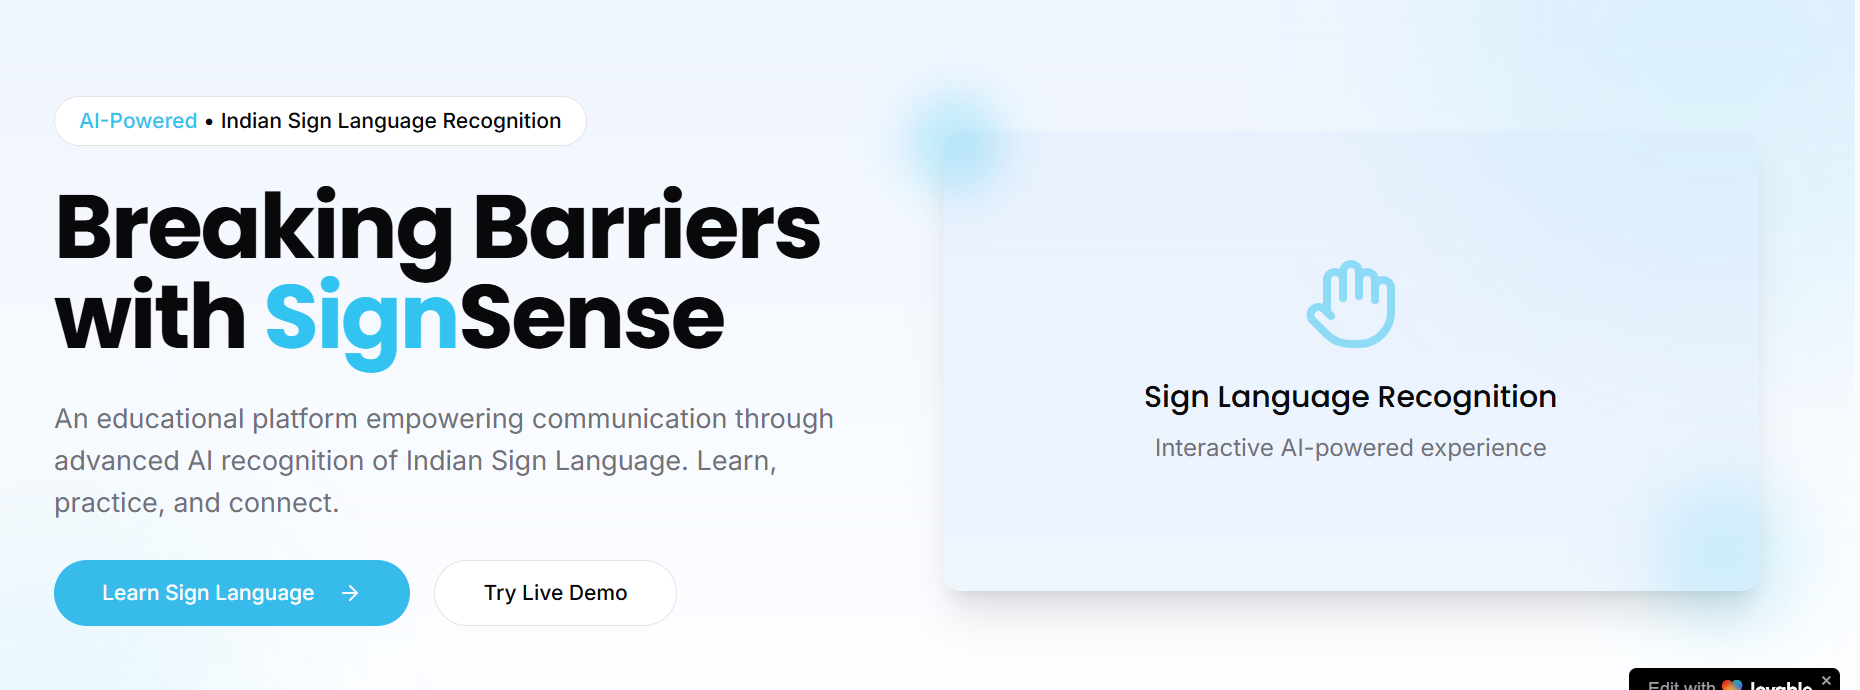 AI-Powered • Indian Sign Language Recognition
Breaking Barriers
with SignSense
An educational platform empowering communication through
advanced AI recognition of Indian Sign Language. Learn,
practice, and connect.
Learn Sign Language →
Try Live Demo
Sign Language Recognition
Interactive AI-powered experience
Edit with lovable